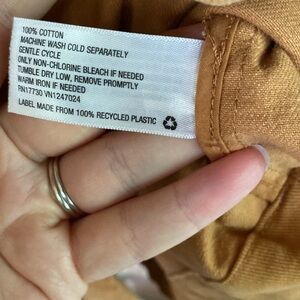 100% COTTON
MACHINE WASH COLD SEPARATELY
GENTLE CYCLE
ONLY NON-CHLORINE BLEACH IF NEEDED
TUMBLE DRY LOW, REMOVE PROMPTLY
WARM IRON IF NEEDED
RN17730 VN1247024
LABEL MADE FROM 100% RECYCLED PLASTIC